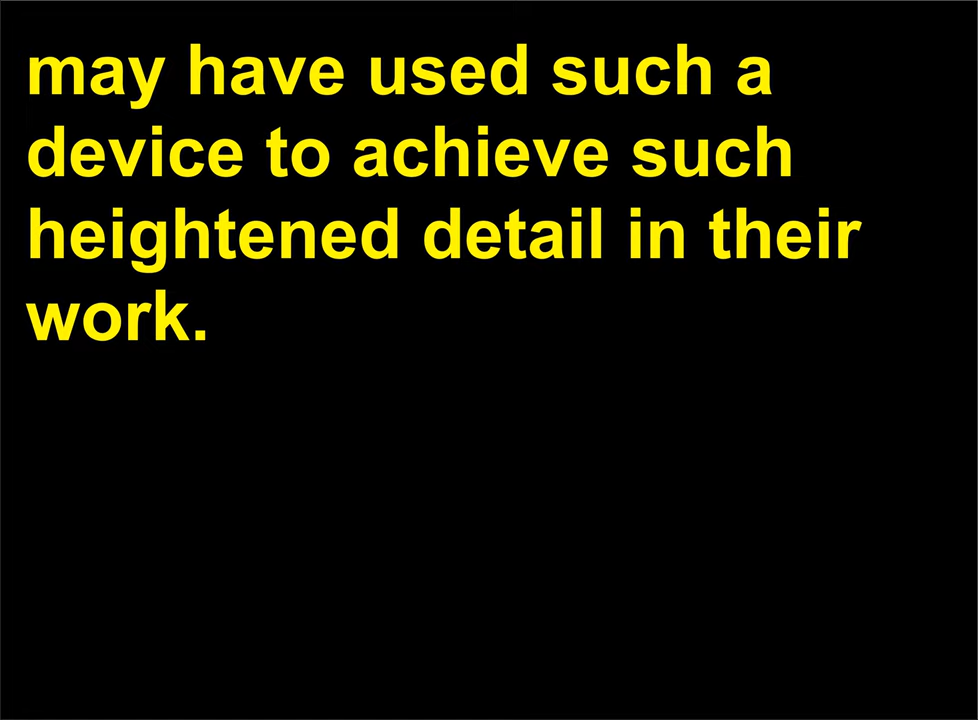 may have used such a
device to achieve such
heightened detail in their
work.